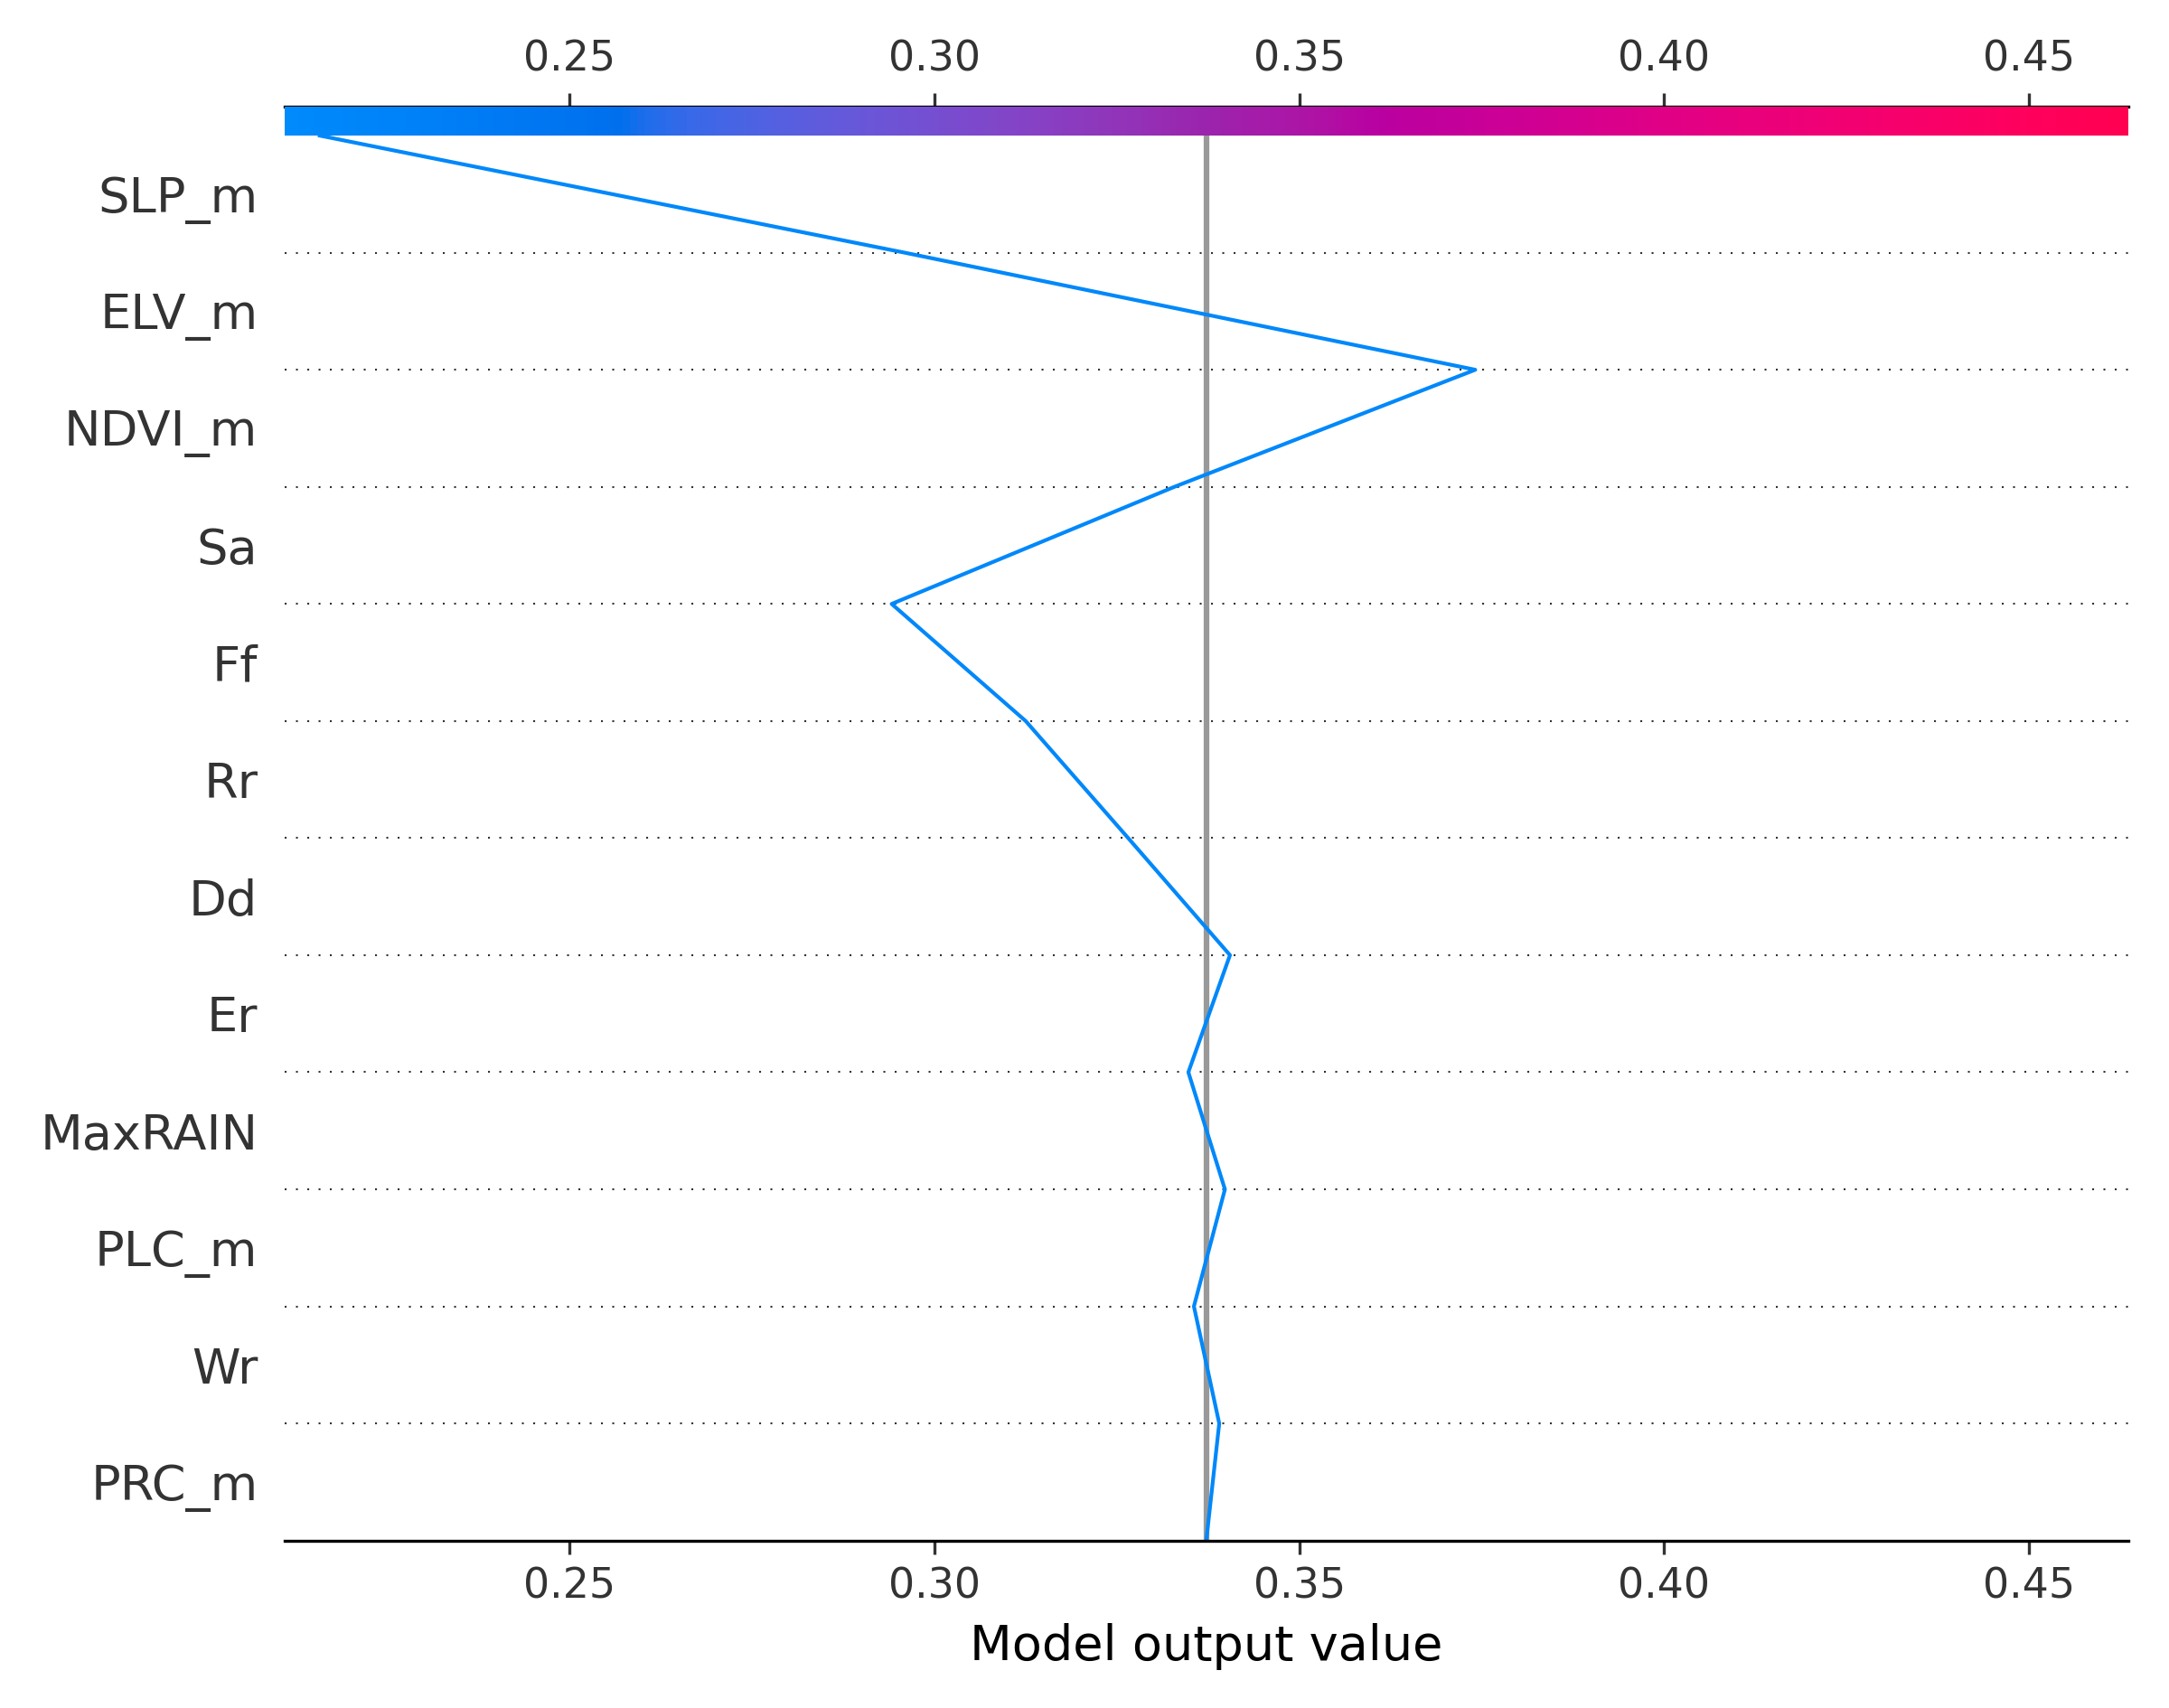 0.25 0.30 0.35 0.40 0.45
SLP_m
ELV_m
NDVI_m
Sa
Ff
Rr
Dd
Er
MaxRAIN
PLC_m
Wr
PRC_m
0.25 0.30 0.35 0.40 0.45
Model output value